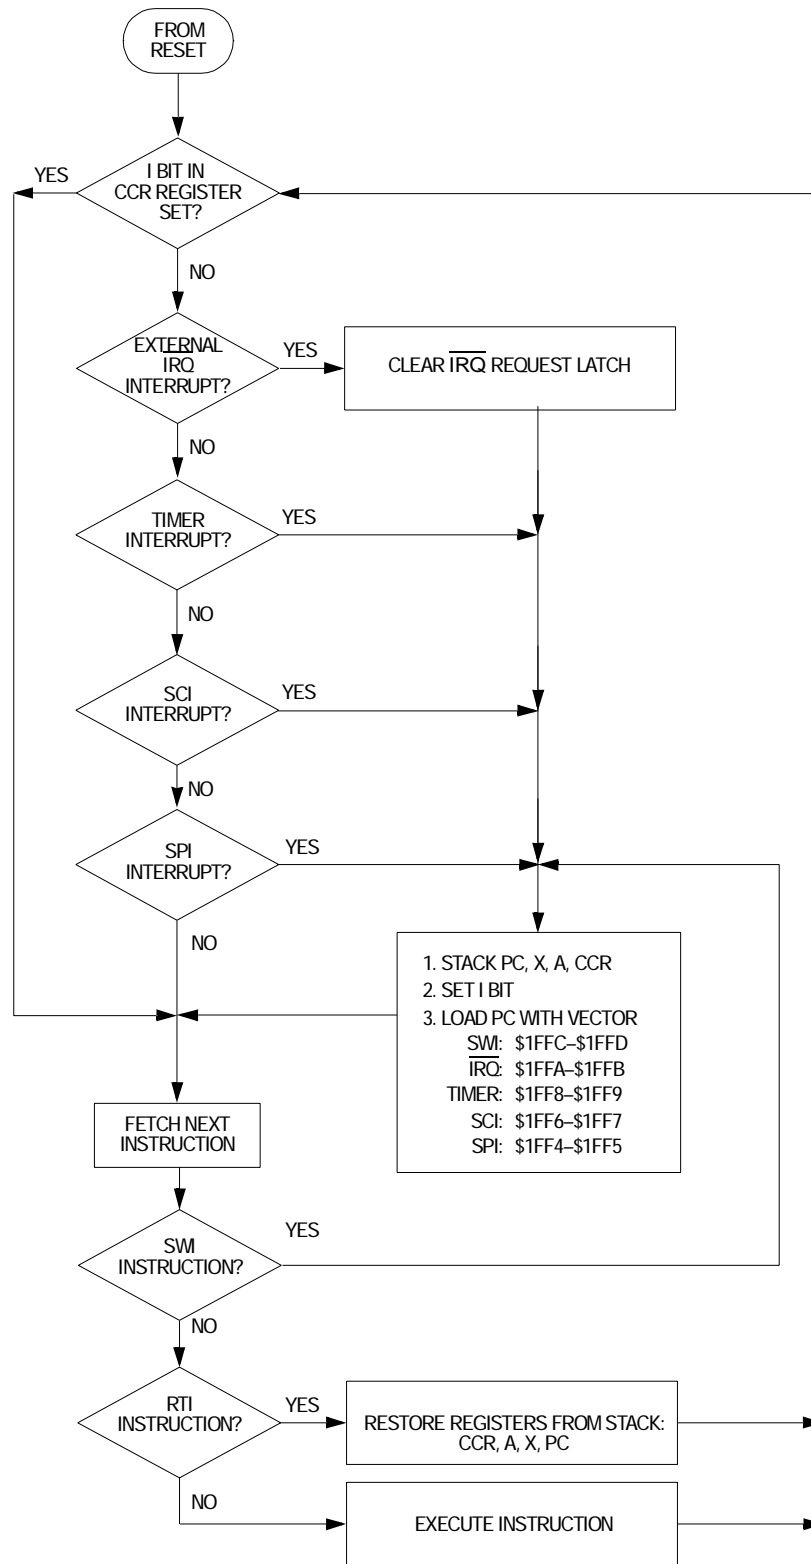 FROM
RESET
YES
I BIT IN
CCR REGISTER
SET?
NO
EXTERNAL
IRQ
INTERRUPT?
YES
CLEAR IRQ REQUEST LATCH
NO
TIMER
INTERRUPT?
YES
NO
SCI
INTERRUPT?
YES
NO
SPI
INTERRUPT?
YES
NO
1. STACK PC, X, A, CCR
2. SET I BIT
3. LOAD PC WITH VECTOR
SWI: $1FFC–$1FFD
IRQ: $1FFA–$1FFB
TIMER: $1FF8–$1FF9
SCI: $1FF6–$1FF7
SPI: $1FF4–$1FF5
FETCH NEXT
INSTRUCTION
SWI
INSTRUCTION?
YES
NO
RTI
INSTRUCTION?
YES
RESTORE REGISTERS FROM STACK:
CCR, A, X, PC
NO
EXECUTE INSTRUCTION